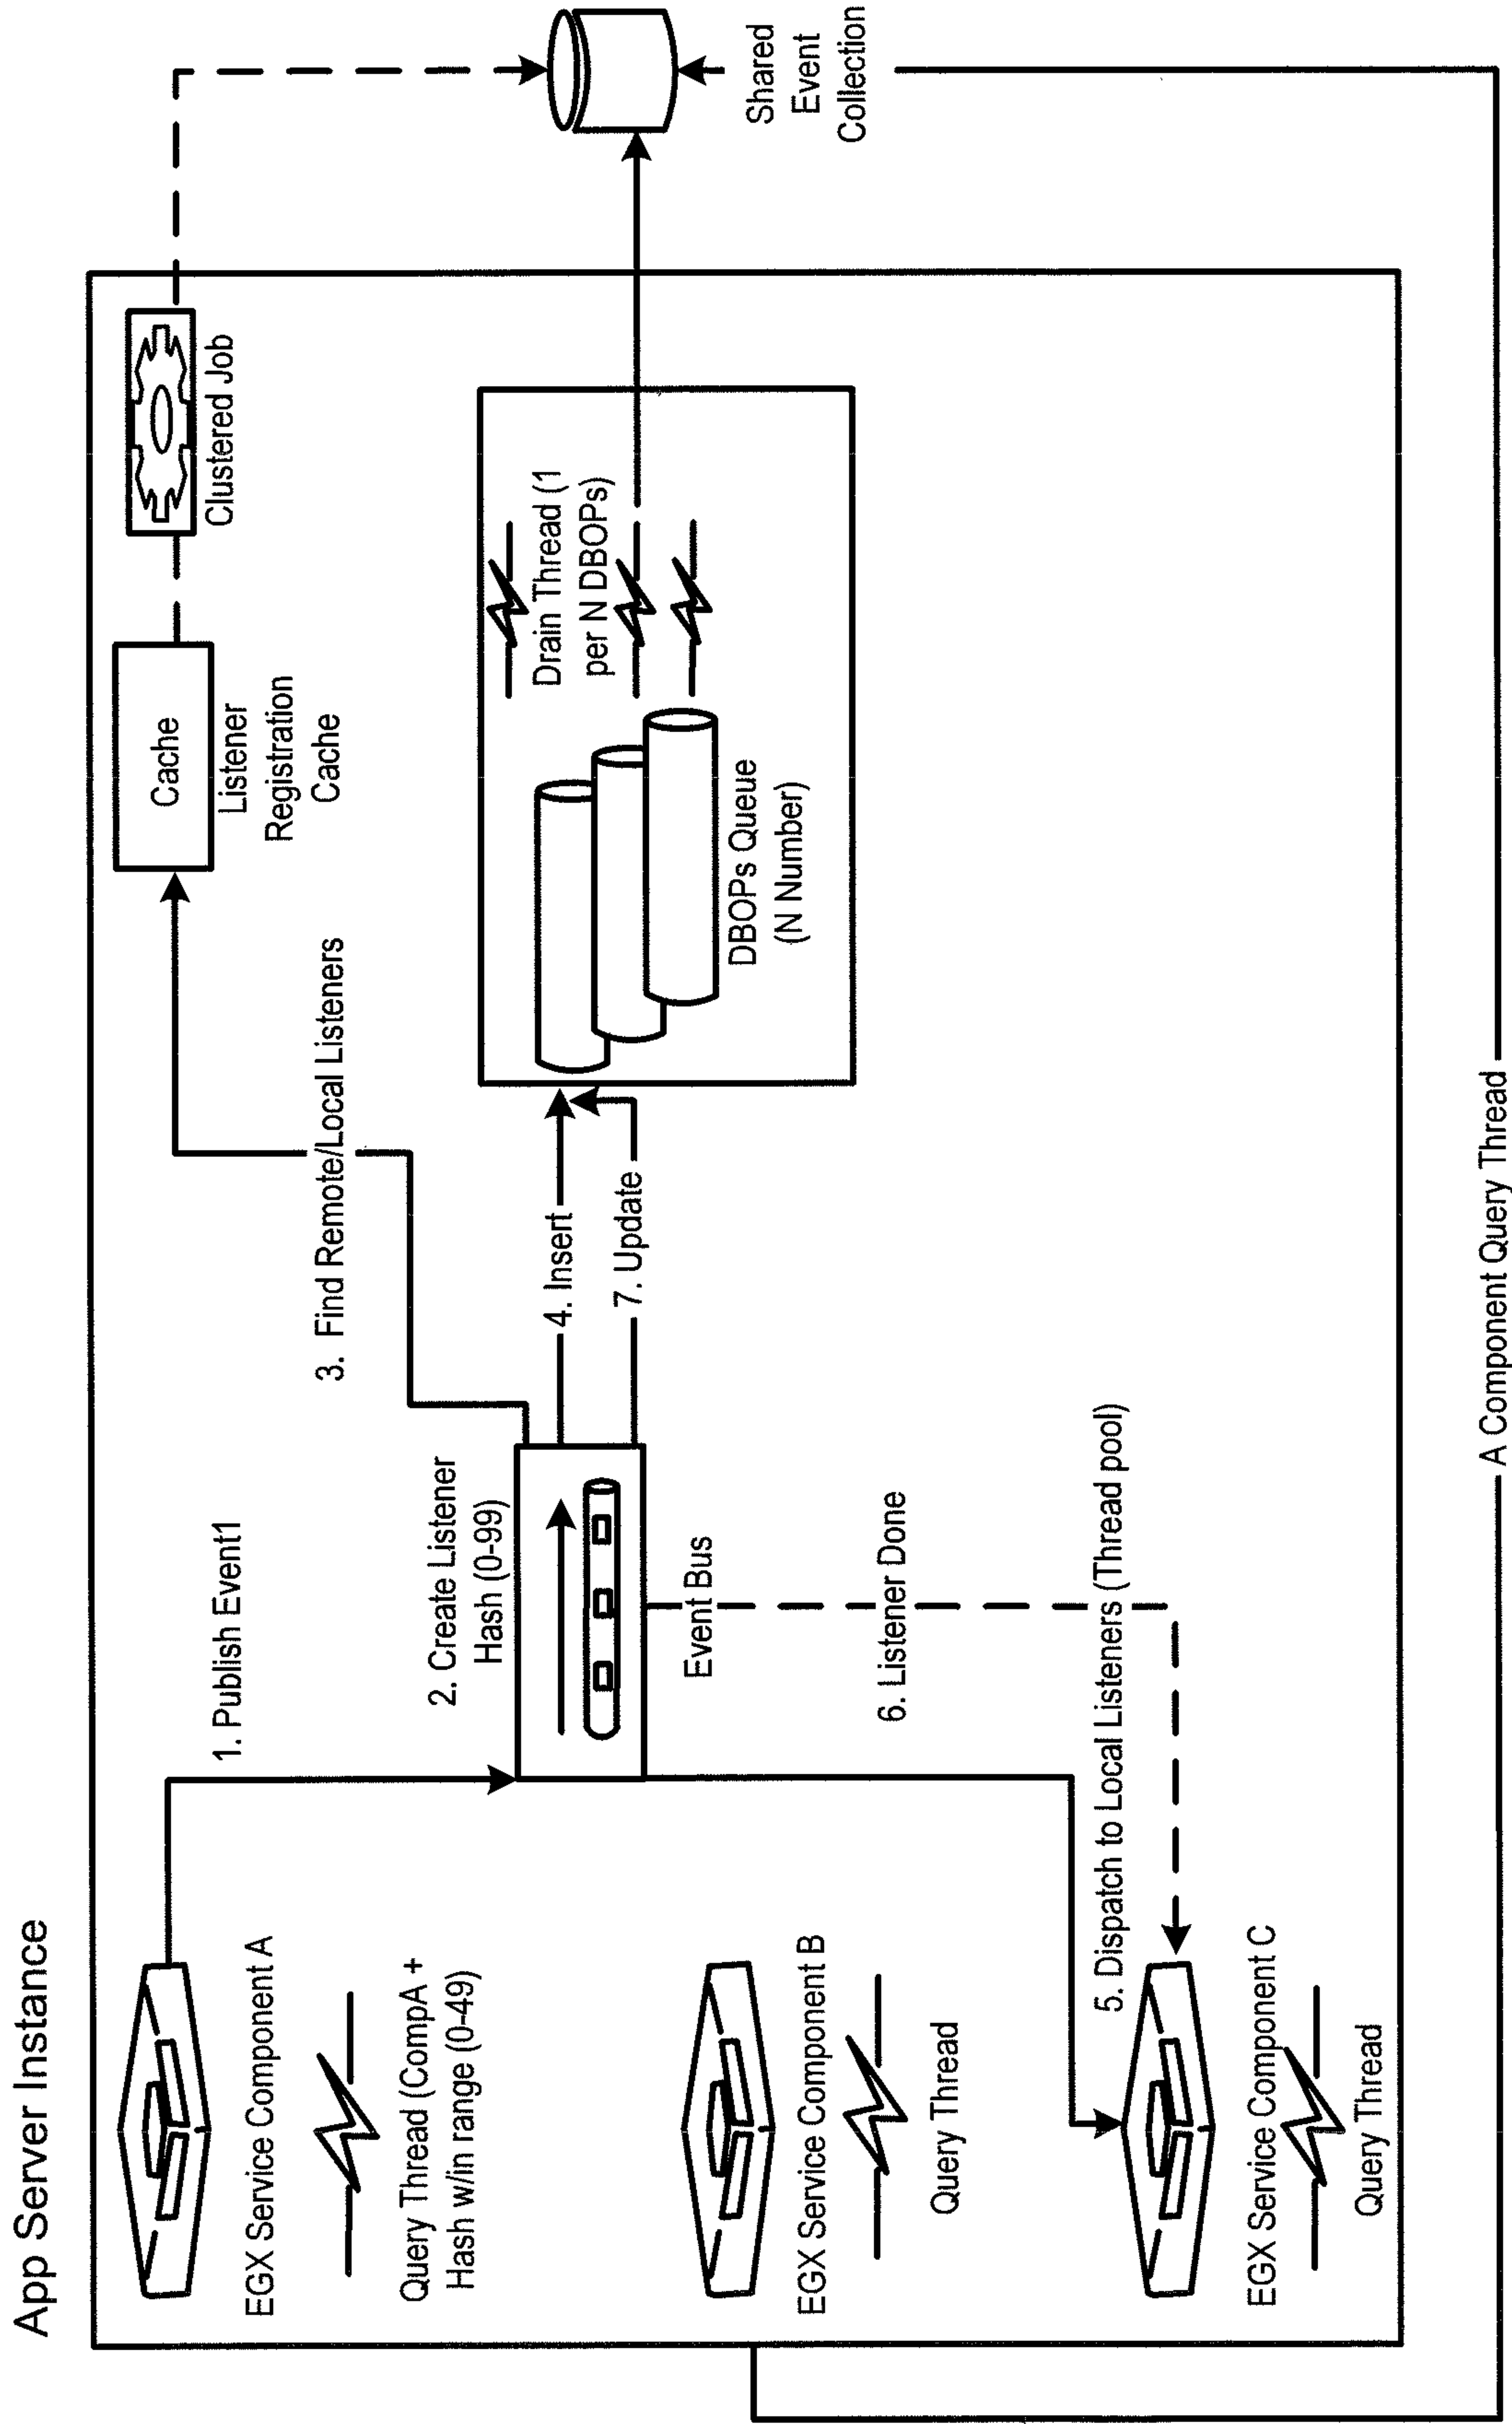 App Server Instance
EGX Service Component A
Query Thread (CompA +
Hash w/in range (0-49)
1. Publish Event1
2. Create Listener
Hash (0-99)
3. Find Remote/Local Listeners
Cache
Listener
Registration
Cache
Clustered Job
4. Insert
7. Update
Drain Thread (1
per N DBOPs)
DBOPs Queue
(N Number)
Shared
Event
Collection
Event Bus
6. Listener Done
EGX Service Component B
Query Thread
5. Dispatch to Local Listeners (Thread pool)
EGX Service Component C
Query Thread
A Component Query Thread